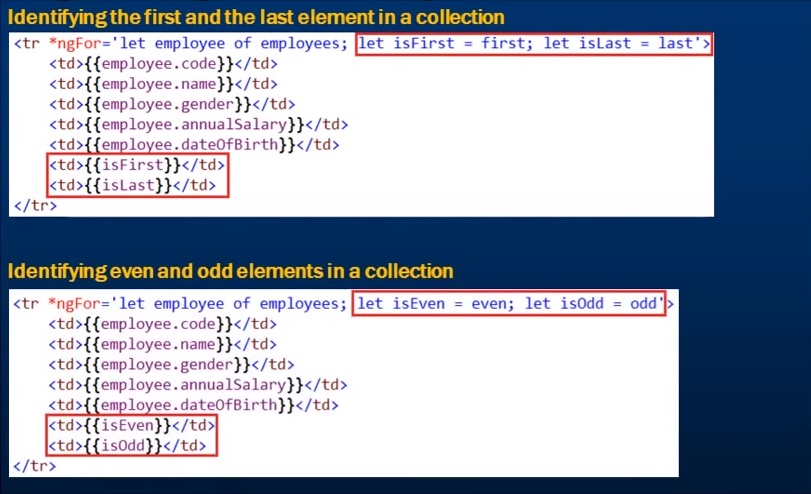 Identifying the first and the last element in a collection
<tr *ngFor='let employee of employees; let isFirst = first; let isLast = last'>
<td>{{employee.code}}</td>
<td>{{employee.name}}</td>
<td>{{employee.gender}}</td>
<td>{{employee.annualSalary}}</td>
<td>{{employee.dateOfBirth}}</td>
<td>{{isFirst}}</td>
<td>{{isLast}}</td>
</tr>
Identifying even and odd elements in a collection
<tr *ngFor='let employee of employees; let isEven = even; let isOdd = odd'>
<td>{{employee.code}}</td>
<td>{{employee.name}}</td>
<td>{{employee.gender}}</td>
<td>{{employee.annualSalary}}</td>
<td>{{employee.dateOfBirth}}</td>
<td>{{isEven}}</td>
<td>{{isOdd}}</td>
</tr>